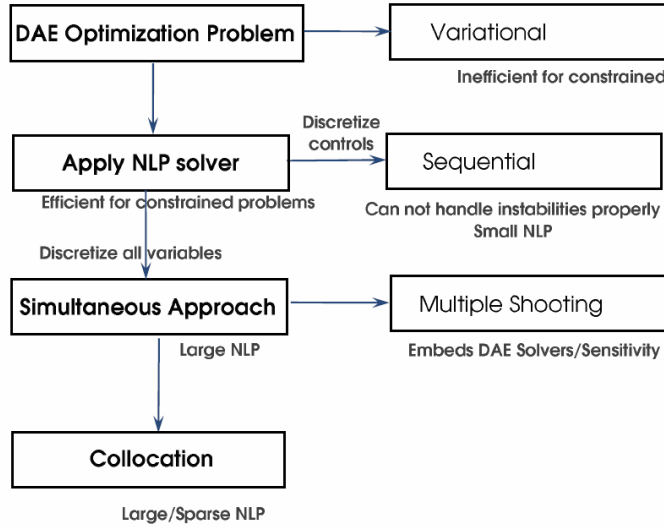 DAE Optimization Problem
Variational
Inefficient for constrained
Discretize
controls
Apply NLP solver
Sequential
Efficient for constrained problems
Can not handle instabilities properly
Small NLP
Discretize all variables
Simultaneous Approach
Multiple Shooting
Large NLP
Embeds DAE Solvers/Sensitivity
Collocation
Large/Sparse NLP